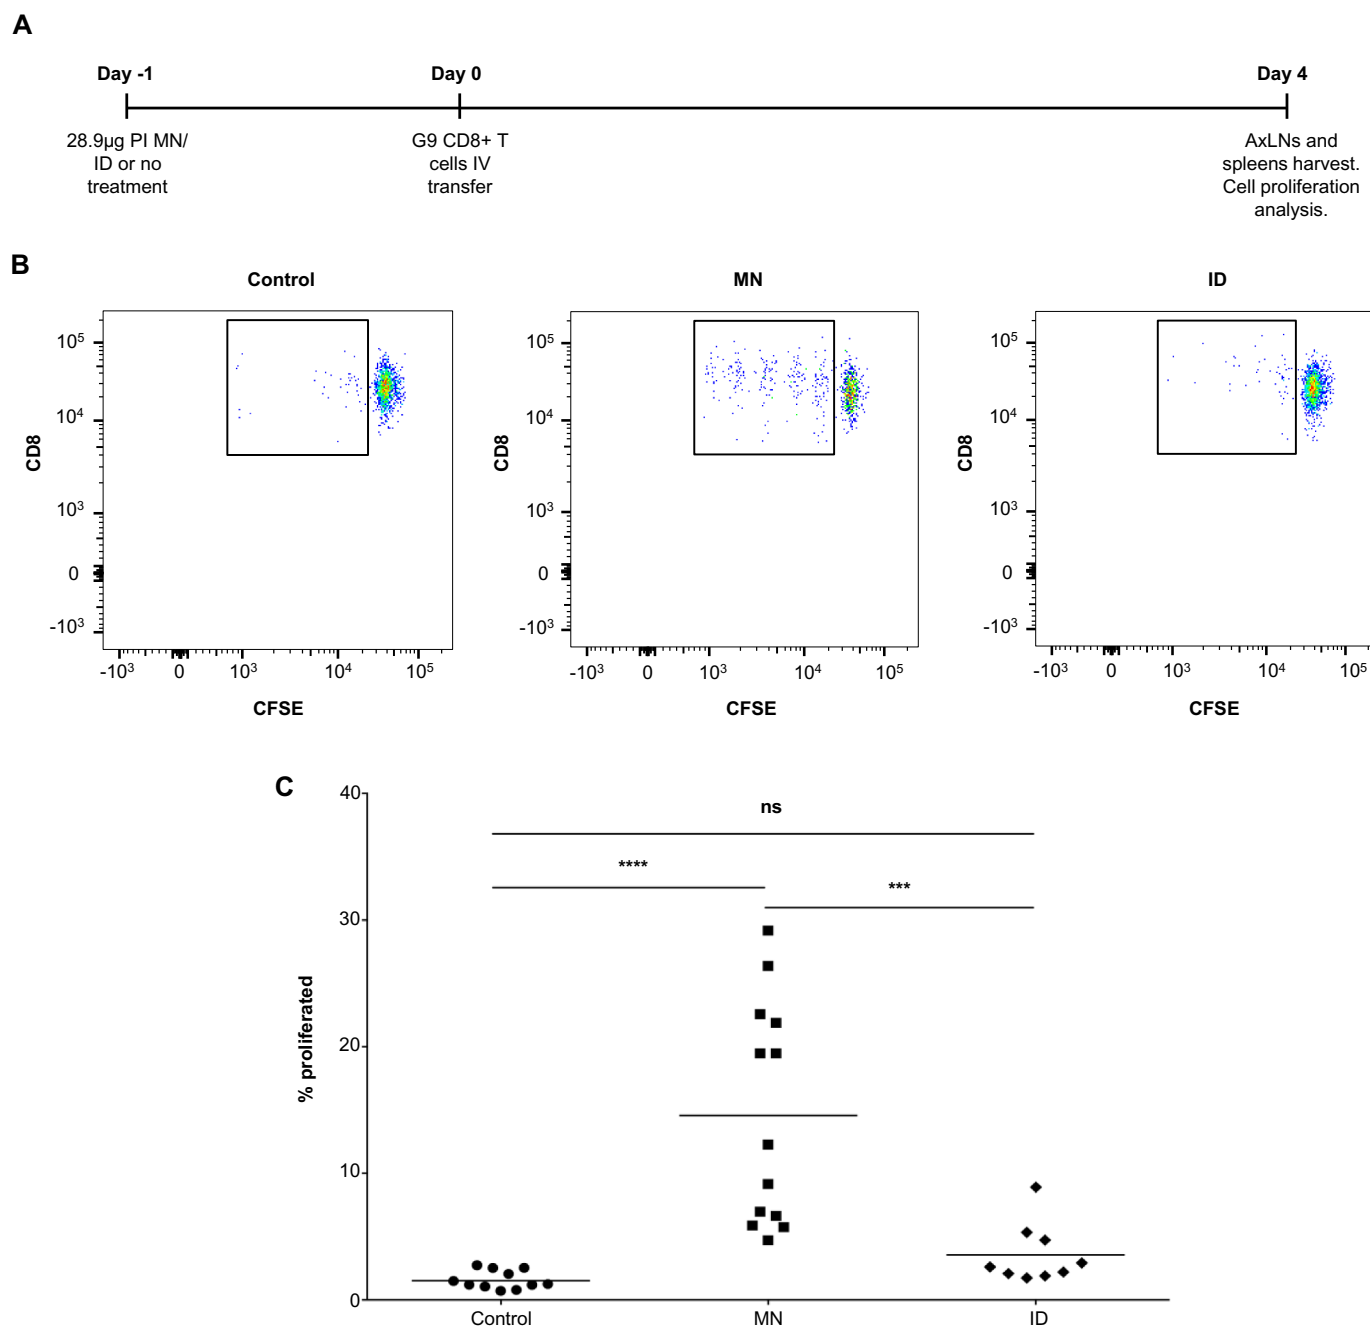 A
Day -1
Day 0
Day 4
28.9µg PI MN/
ID or no
treatment
G9 CD8+ T
cells IV
transfer
AxLNs and
spleens harvest.
Cell proliferation
analysis.
B
Control
MN
ID
CD8
10⁵
10⁴
10³
0
-10³
-10³
0
10³
10⁴
10⁵
CFSE
CD8
10⁵
10⁴
10³
0
-10³
-10³
0
10³
10⁴
10⁵
CFSE
CD8
10⁵
10⁴
10³
0
-10³
-10³
0
10³
10⁴
10⁵
CFSE
C
% proliferated
40
30
20
10
0
ns
****
***
Control
MN
ID